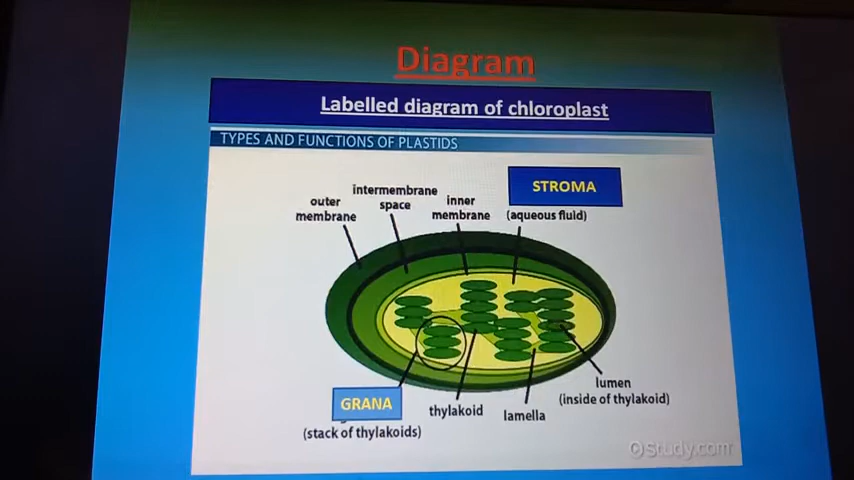 Diagram
Labelled diagram of chloroplast
TYPES AND FUNCTIONS OF PLASTIDS
STROMA
(aqueous fluid)
outer
membrane
intermembrane
space
inner
membrane
GRANA
(stack of thylakoids)
thylakoid
lamella
lumen
(inside of thylakoid)
©Study.com